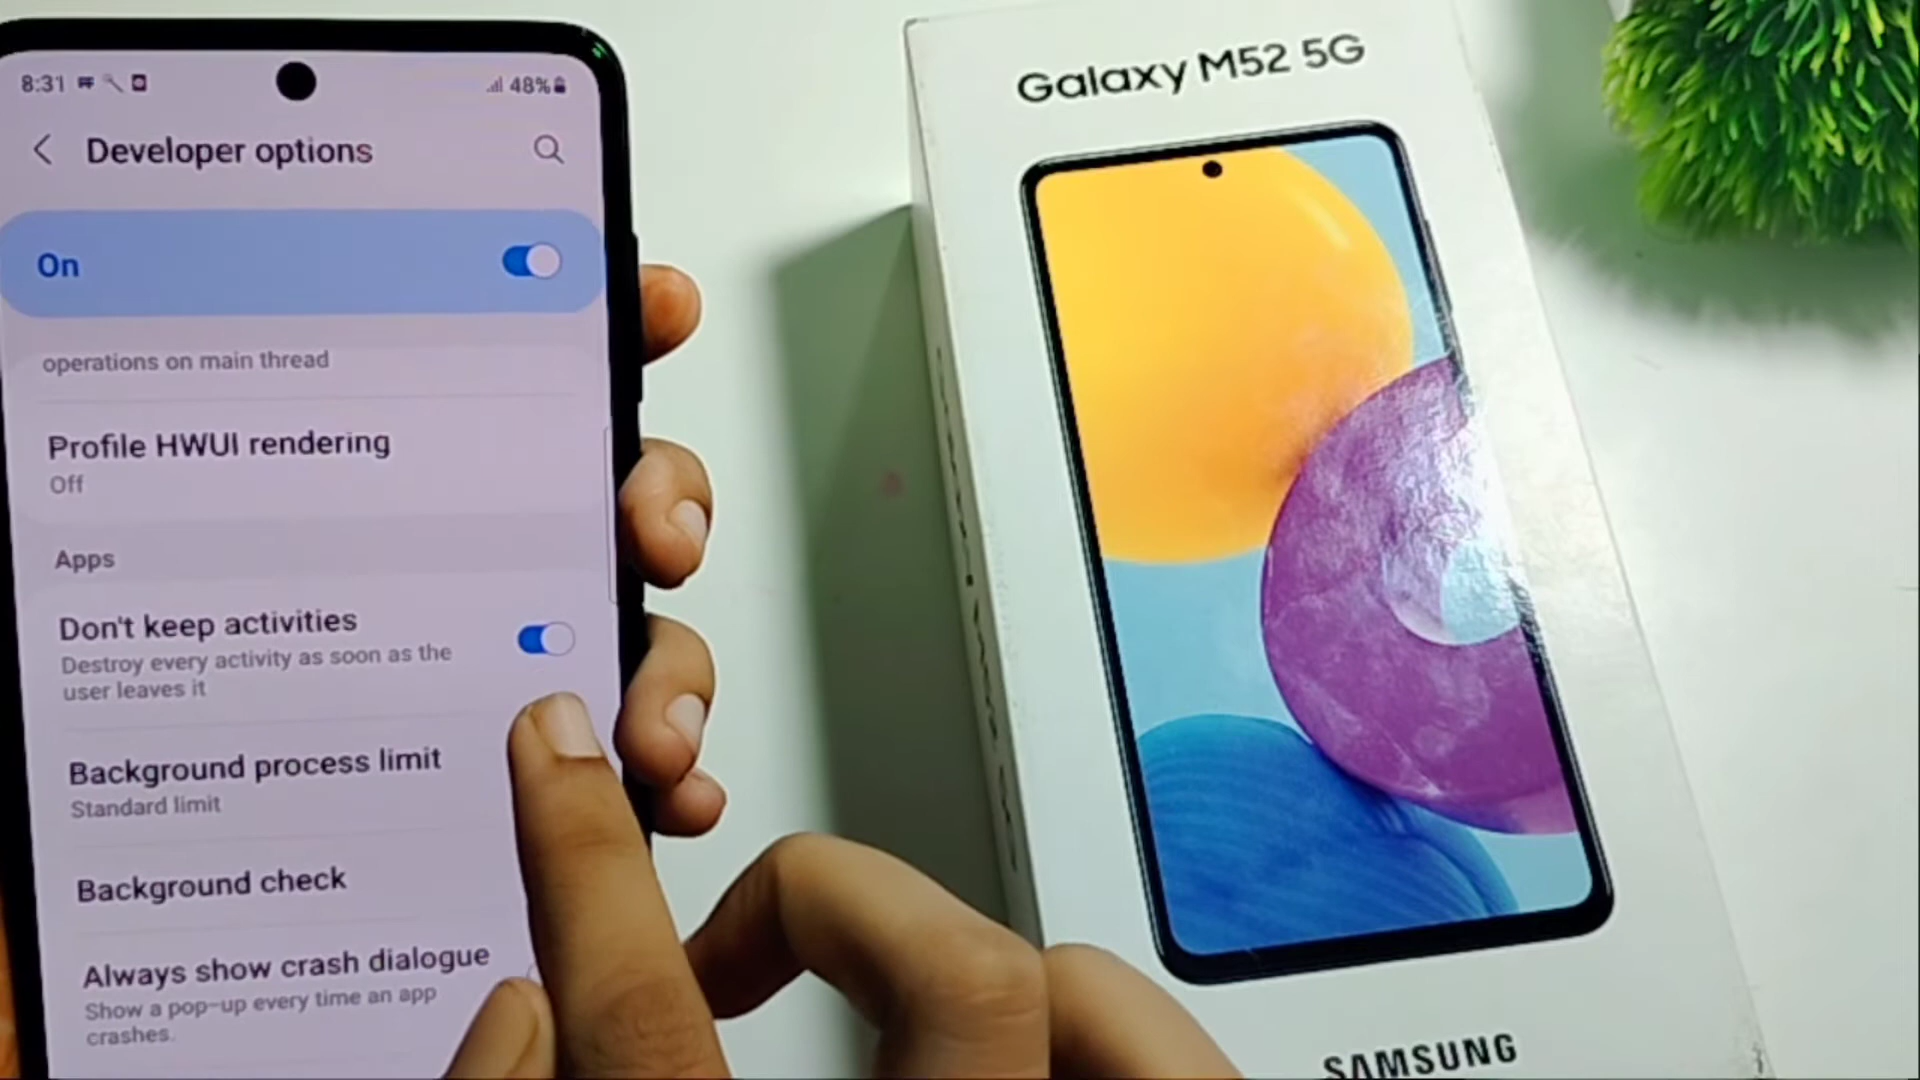 8:31
48%
Developer options
On
operations on main thread
Profile HWUI rendering
Off
Apps
Don't keep activities
Destroy every activity as soon as the
user leaves it
Background process limit
Standard limit
Background check
Always show crash dialogue
Show a pop-up every time an app
crashes.
Galaxy M52 5G
SAMSUNG